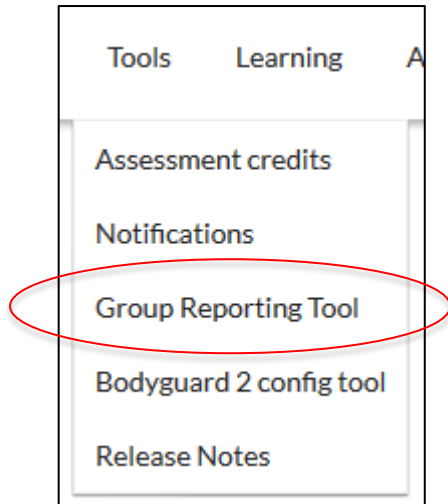 Tools Learning A
Assessment credits
Notifications
Group Reporting Tool
Bodyguard 2 config tool
Release Notes